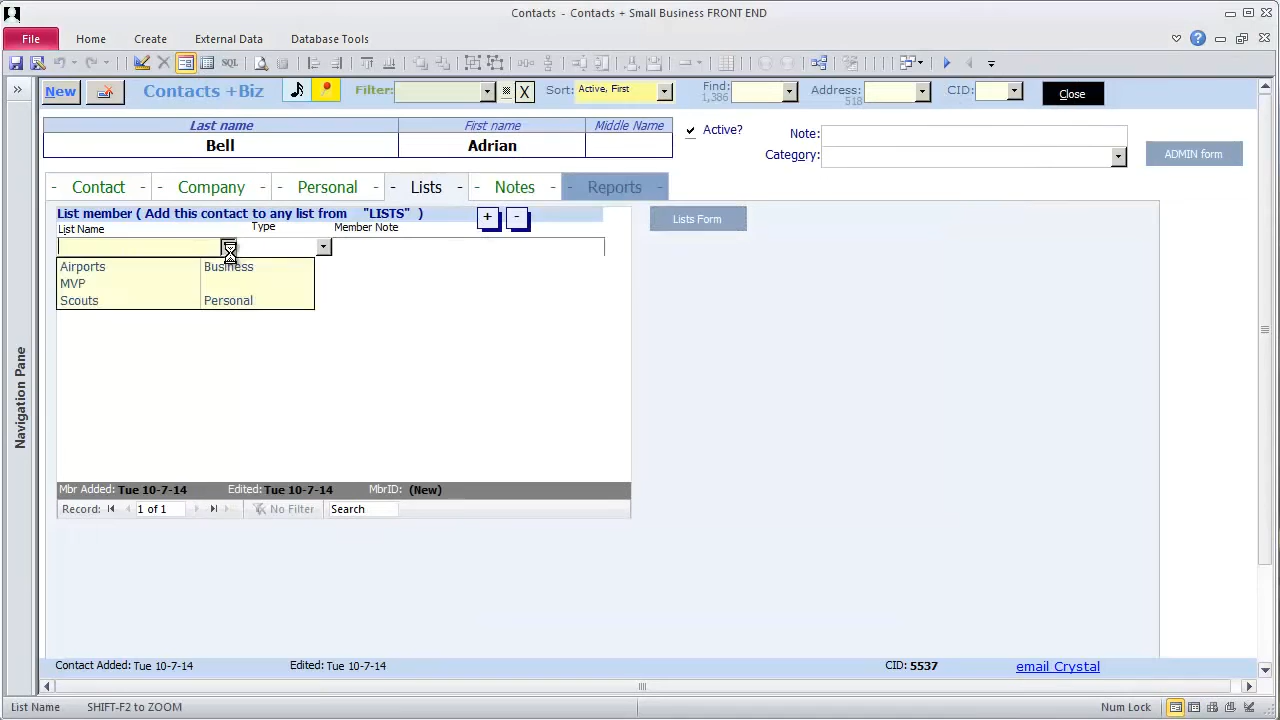 Contacts - Contacts + Small Business FRONT END
File Home Create External Data Database Tools
SQL
» New Contacts +Biz Filter: X Sort: Active, First Find: 1,386 Address: 518 CID: Close
Last name First name Middle Name
Bell Adrian
Active?
Note:
Category:
ADMIN form
- Contact - - Company - - Personal - - Lists - - Notes - - Reports -
List member ( Add this contact to any list from "LISTS" ) + -
Lists Form
List Name Type Member Note
Airports Business
MVP
Scouts Personal
Navigation Pane
Mbr Added: Tue 10-7-14 Edited: Tue 10-7-14 MbrID: (New)
Record: 1 of 1 No Filter Search
Contact Added: Tue 10-7-14 Edited: Tue 10-7-14 CID: 5537 email Crystal
List Name SHIFT-F2 to ZOOM Num Lock